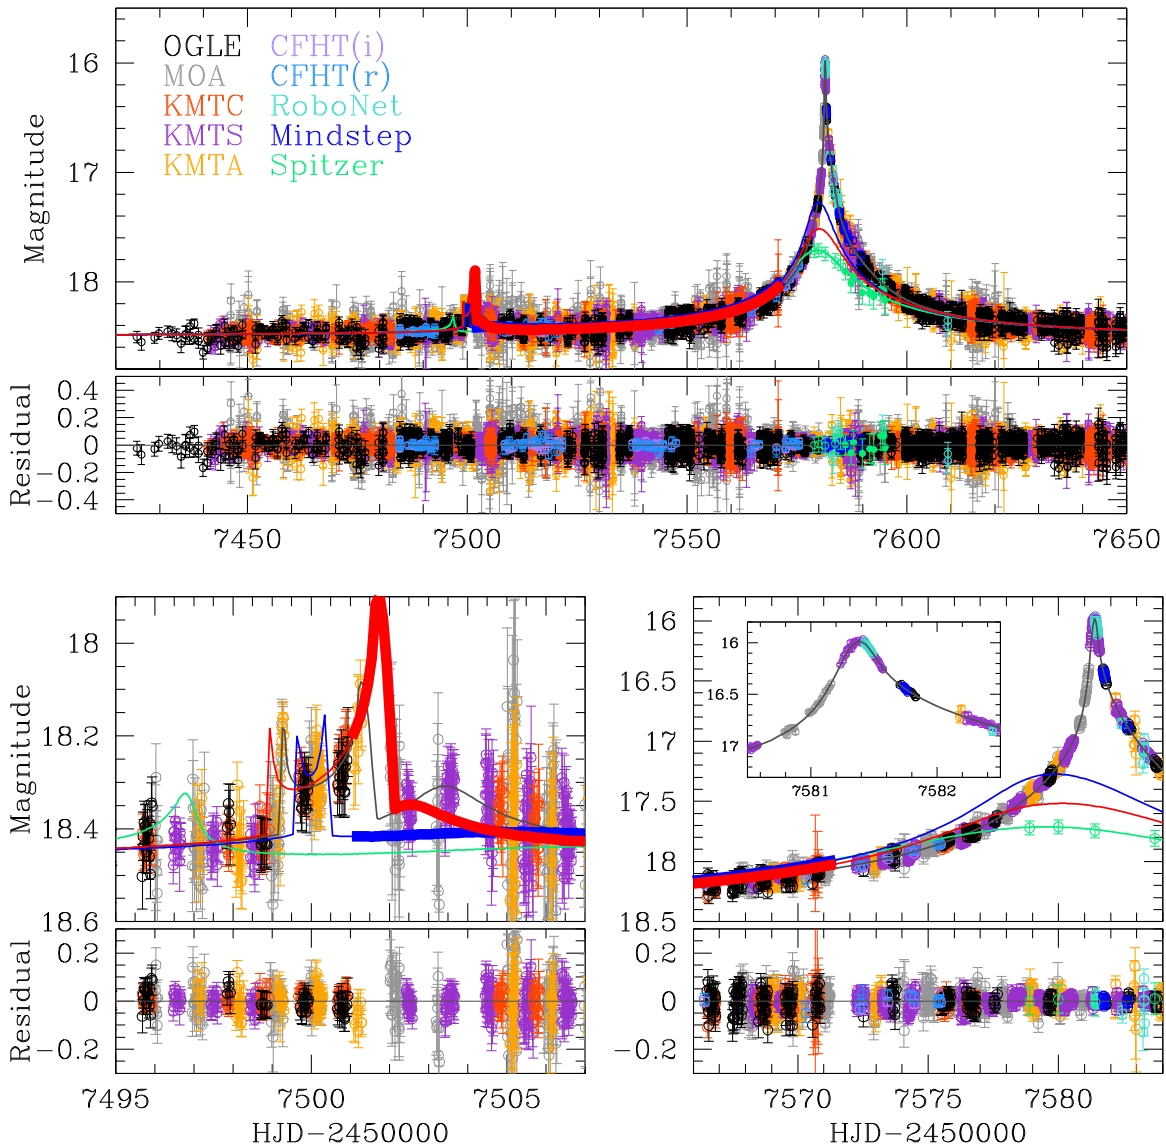 OGLE CFHT(i)
MOA CFHT(r)
KMTC RoboNet
KMTS Mindstep
KMTA Spitzer
Magnitude
16
17
18
Residual
0.4
0.2
0
−0.2
−0.4
7450 7500 7550 7600 7650
Magnitude
18
18.2
18.4
18.6
Residual
0.2
0
−0.2
7495 7500 7505
HJD−2450000
16
16.5
17
17.5
18
18.5
16
16.5
17
7581 7582
0.2
0
−0.2
7570 7575 7580
HJD−2450000